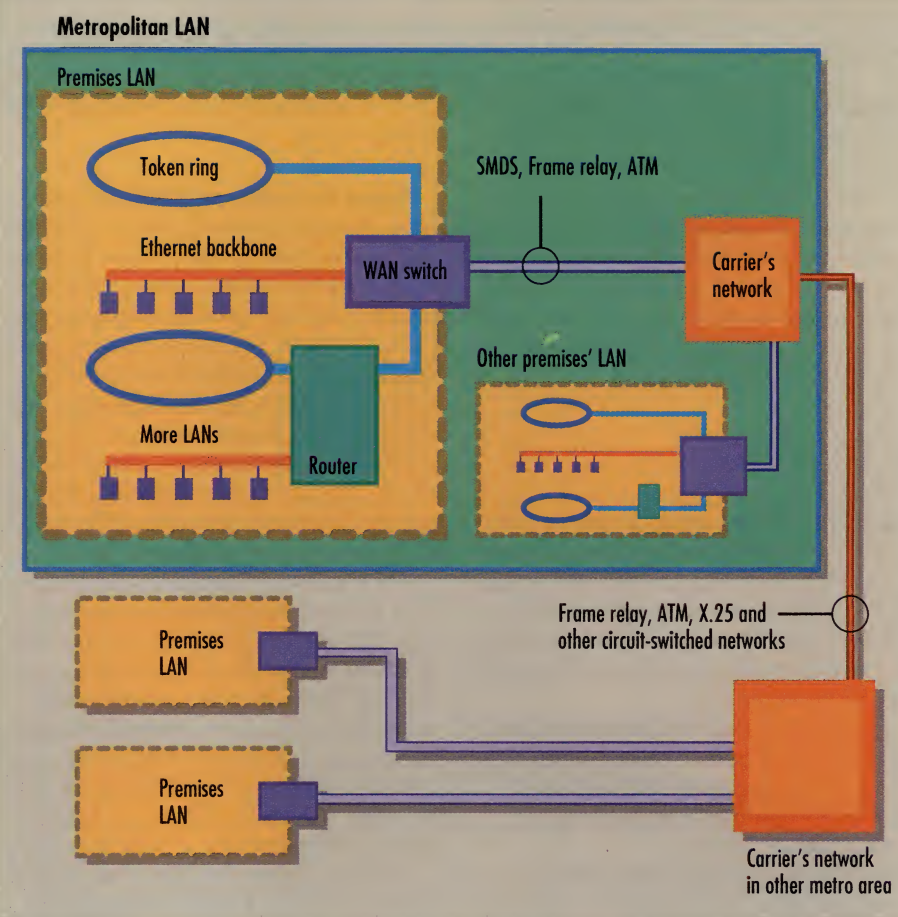 Metropolitan LAN
Premises LAN
Token ring
SMDS, Frame relay, ATM
Ethernet backbone
WAN switch
Carrier's
network
Other premises' LAN
More LANs
Router
Frame relay, ATM, X.25 and
other circuit-switched networks
Premises
LAN
Premises
LAN
Carrier's network
in other metro area